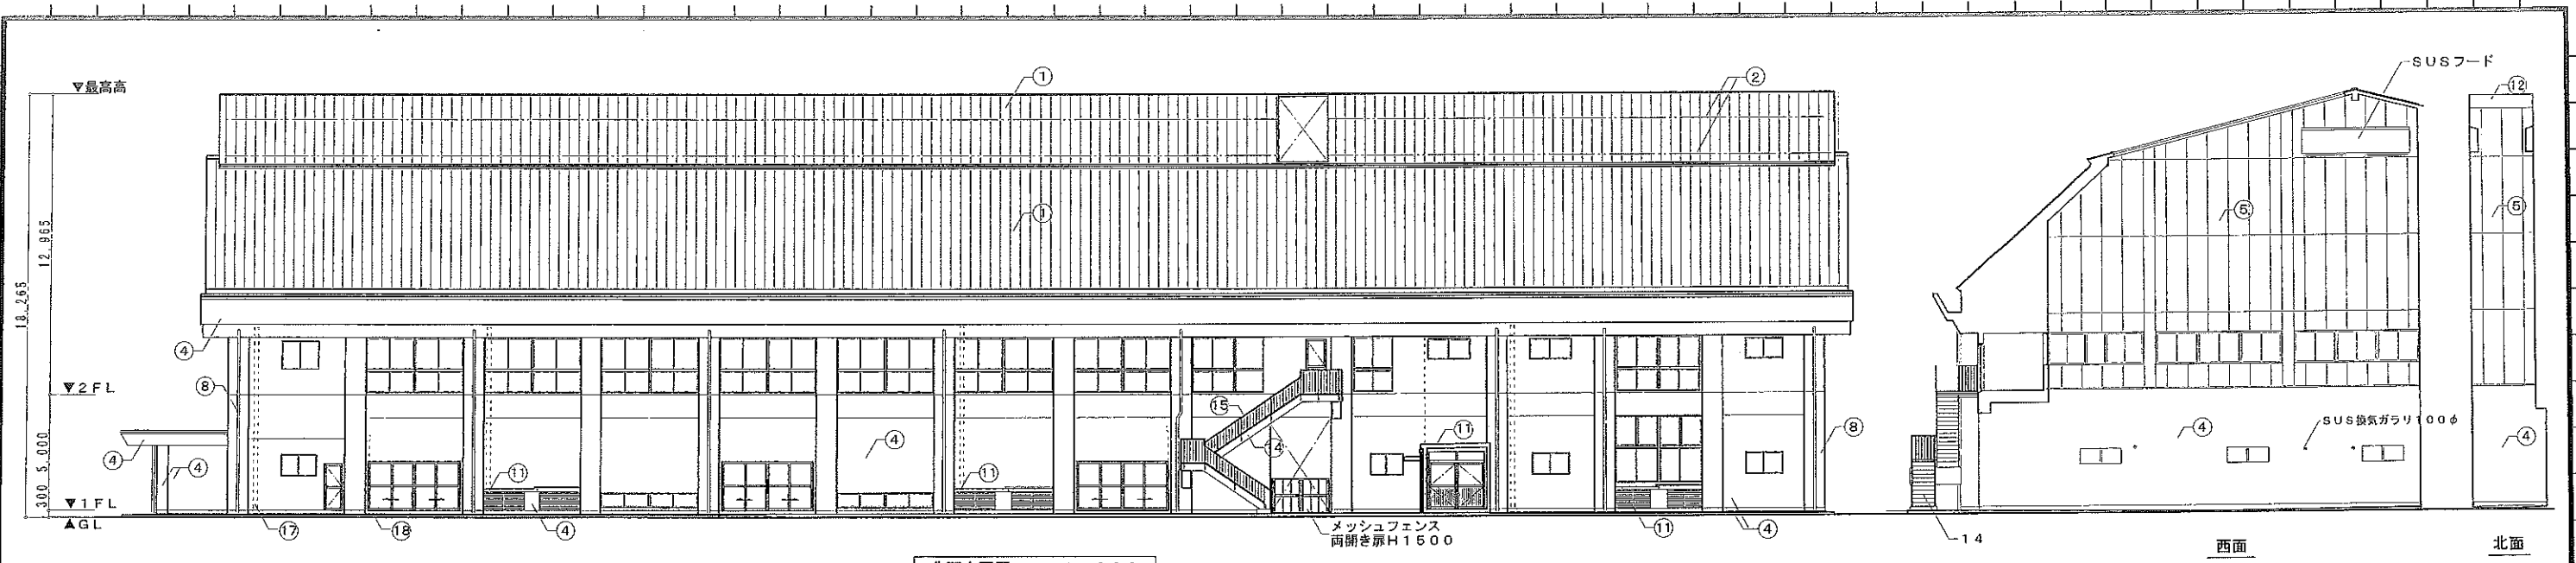 ▼最高高
①
②
SUSフード
⑫
12,965
18,265
①
⑤
⑤
④
⑧
▼2FL
⑮
④
⑭
⑪
⑧
④
SUS換気ガラリ100φ
④
5,000
④
④
⑪
⑪
300
▼1FL
▲GL
⑰
⑱
④
メッシュフェンス
両開き扉H1500
⑪
④
14
西面
北面